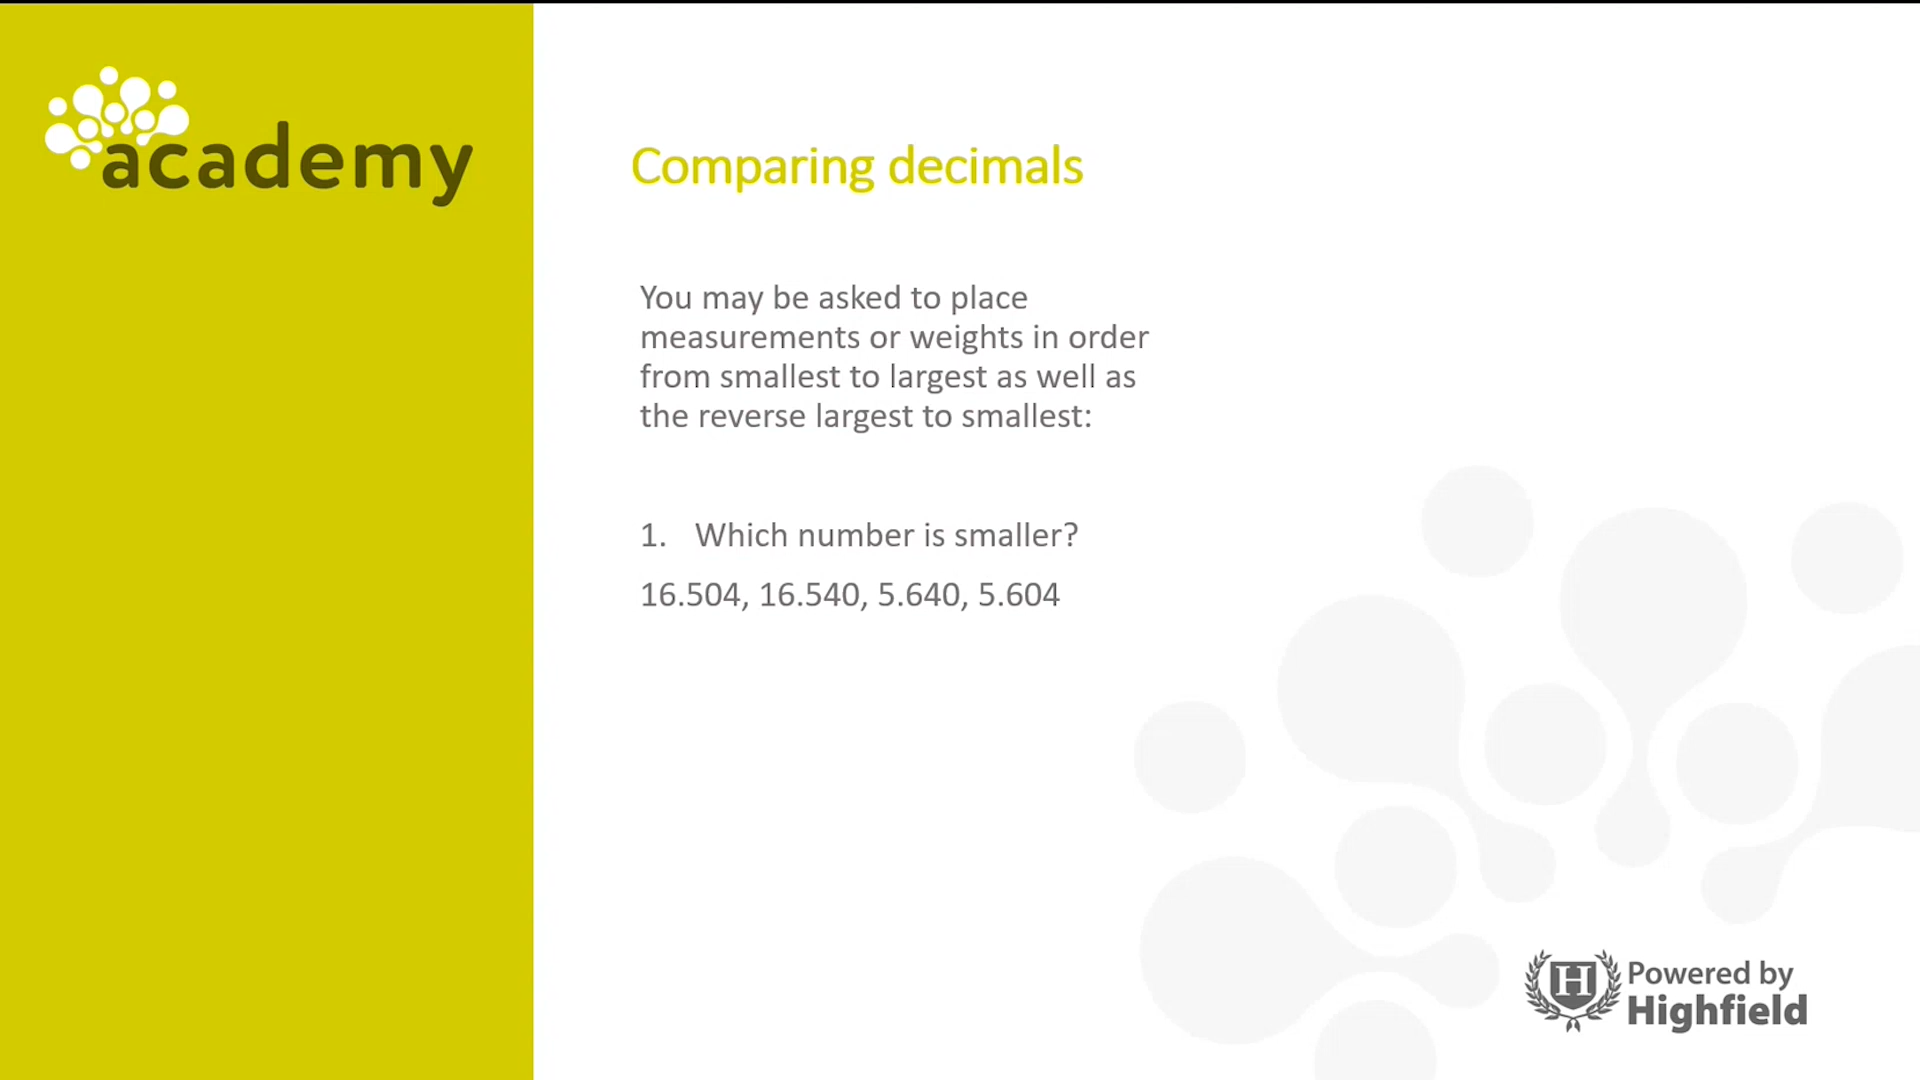 academy
Comparing decimals
You may be asked to place
measurements or weights in order
from smallest to largest as well as
the reverse largest to smallest:
1. Which number is smaller?
16.504, 16.540, 5.640, 5.604
H
Powered by
Highfield